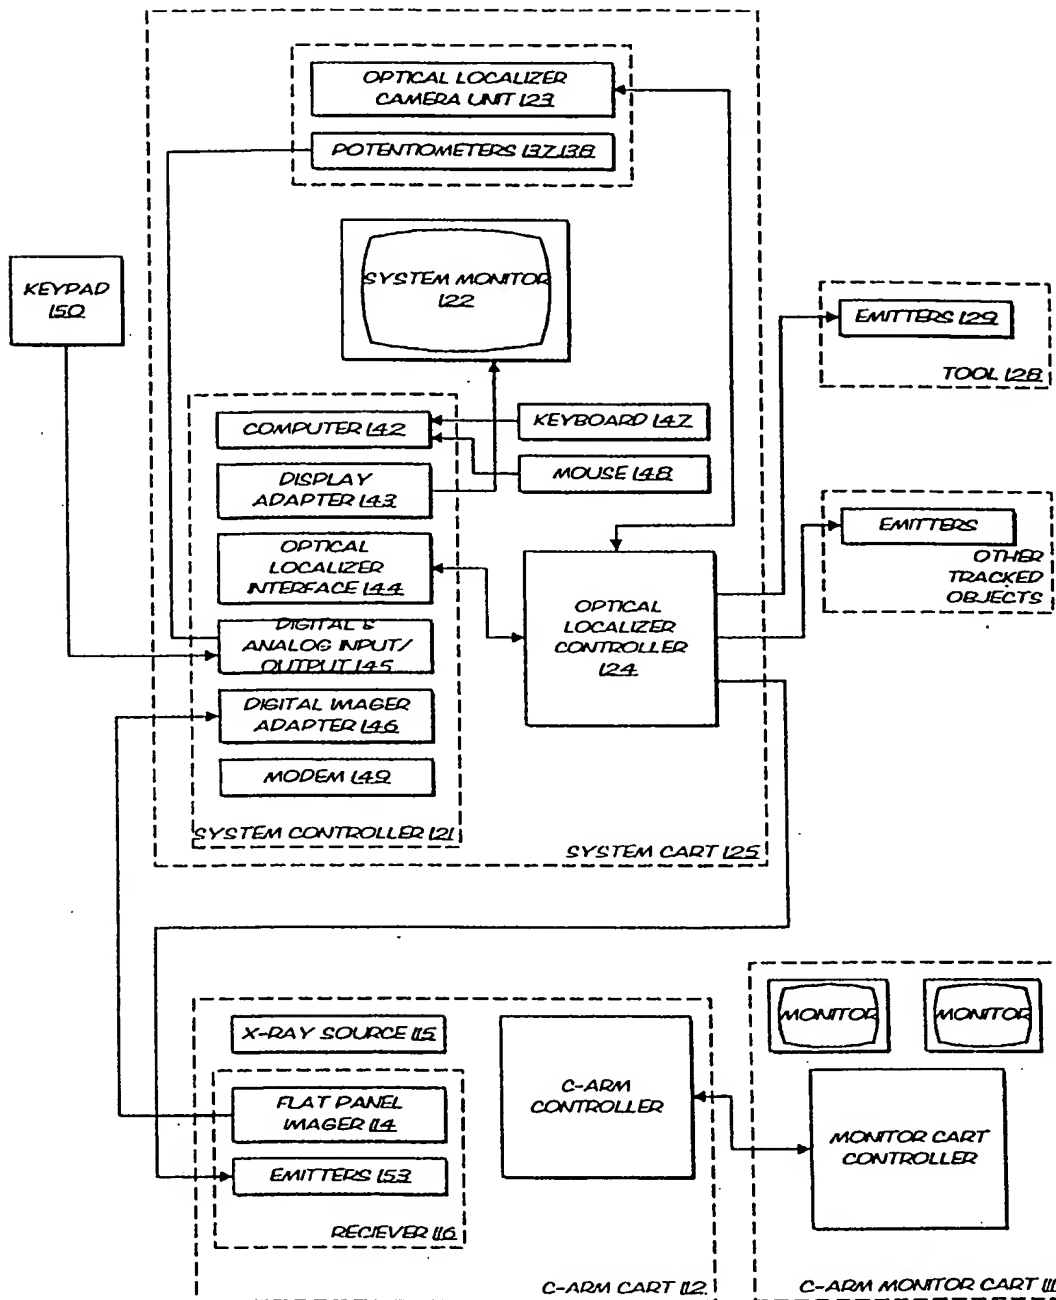 OPTICAL LOCALIZER
CAMERA UNIT 123
POTENTIOMETERS 137,138
SYSTEM MONITOR
122
KEYPAD
150
EMITTERS 129
TOOL 128
COMPUTER 142
KEYBOARD 147
MOUSE 148
DISPLAY
ADAPTER 143
EMITTERS
OTHER
TRACKED
OBJECTS
OPTICAL
LOCALIZER
INTERFACE 144
OPTICAL
LOCALIZER
CONTROLLER
124
DIGITAL &
ANALOG INPUT/
OUTPUT 145
DIGITAL IMAGER
ADAPTER 146
MODEM 149
SYSTEM CONTROLLER 121
SYSTEM CART 125
X-RAY SOURCE 115
FLAT PANEL
IMAGER 114
EMITTERS 153
RECIEVER 116
C-ARM
CONTROLLER
C-ARM CART 112
MONITOR
MONITOR
MONITOR CART
CONTROLLER
C-ARM MONITOR CART